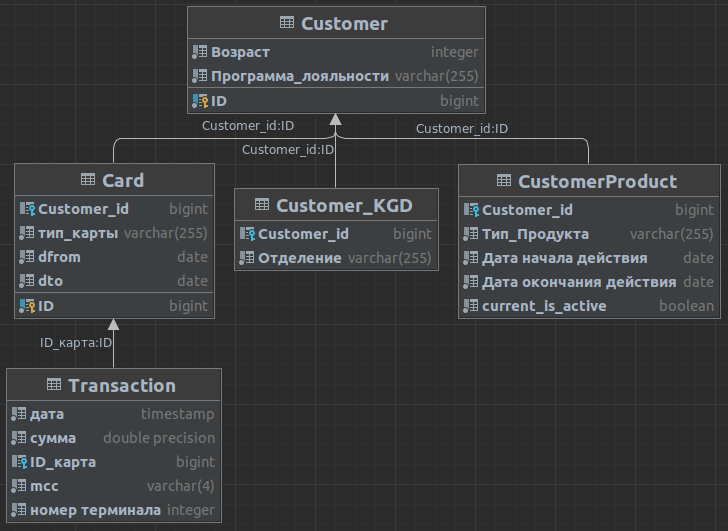 Customer
Возраст integer
Программа_лояльности varchar(255)
ID bigint
Customer_id:ID
Customer_id:ID
Customer_id:ID
Card
Customer_id bigint
тип_карты varchar(255)
dfrom date
dto date
ID bigint
Customer_KGD
Customer_id bigint
Отделение varchar(255)
CustomerProduct
Customer_id bigint
Тип_Продукта varchar(255)
Дата начала действия date
Дата окончания действия date
current_is_active boolean
ID_карта:ID
Transaction
дата timestamp
сумма double precision
ID_карта bigint
mcc varchar(4)
номер терминала integer